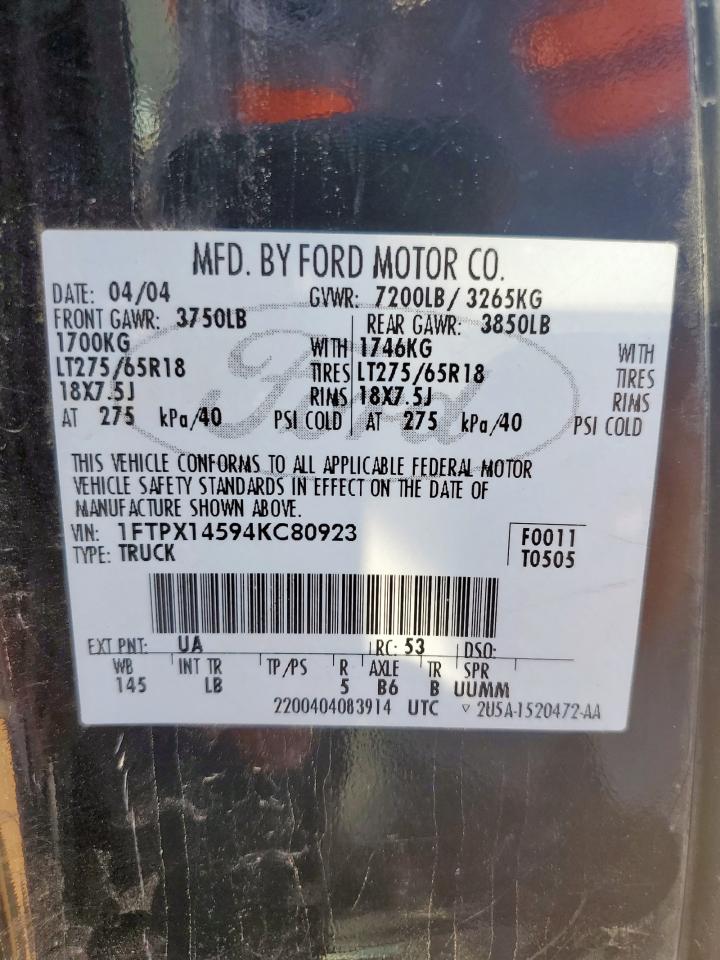 MFD. BY FORD MOTOR CO.
DATE: 04/04 GVWR: 7200LB/ 3265KG
FRONT GAWR: 3750LB REAR GAWR: 3850LB
1700KG WITH 1746KG WITH
LT275/65R18 TIRES LT275/65R18 TIRES
18X7.5J RIMS 18X7.5J RIMS
AT 275 kPa/40 PSI COLD AT 275 kPa/40 PSI COLD
Ford
THIS VEHICLE CONFORMS TO ALL APPLICABLE FEDERAL MOTOR
VEHICLE SAFETY STANDARDS IN EFFECT ON THE DATE OF
MANUFACTURE SHOWN ABOVE.
VIN: 1FTPX14594KC80923 F0011
TYPE: TRUCK T0505
EXT PNT: UA RC: 53 DSO:
WB INT TR TP/PS R AXLE TR SPR
145 LB 5 B6 B UUMM
2200404083914 UTC ▽ 2U5A-1520472-AA